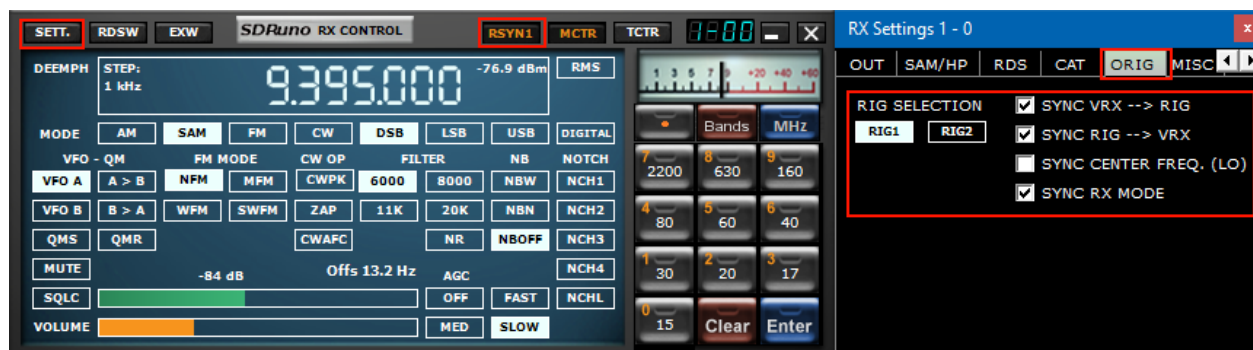 SETT. RDSW EXW SDRuno RX CONTROL RSYN1 MCTR TCTR 1-00
DEEMPH STEP: 9.395.000 -76.9 dBm RMS
1 kHz
MODE AM SAM FM CW DSB LSB USB DIGITAL
VFO - QM FM MODE CW OP FILTER NB NOTCH
VFO A A > B NFM MFM CWPK 6000 8000 NBW NCH1
VFO B B > A WFM SWFM ZAP 11K 20K NBN NCH2
QMS QMR CWAFC NR NBOFF NCH3
MUTE -84 dB Offs 13.2 Hz AGC NCH4
SQLC OFF FAST NCHL
VOLUME MED SLOW
1 3 5 7 9 +20 +40 +60
Bands MHz
7 2200 8 630 9 160
4 80 5 60 6 40
1 30 2 20 3 17
0 15 Clear Enter
RX Settings 1 - 0 x
OUT SAM/HP RDS CAT ORIG MISC
RIG SELECTION SYNC VRX --> RIG
RIG1 RIG2 SYNC RIG --> VRX
SYNC CENTER FREQ. (LO)
SYNC RX MODE